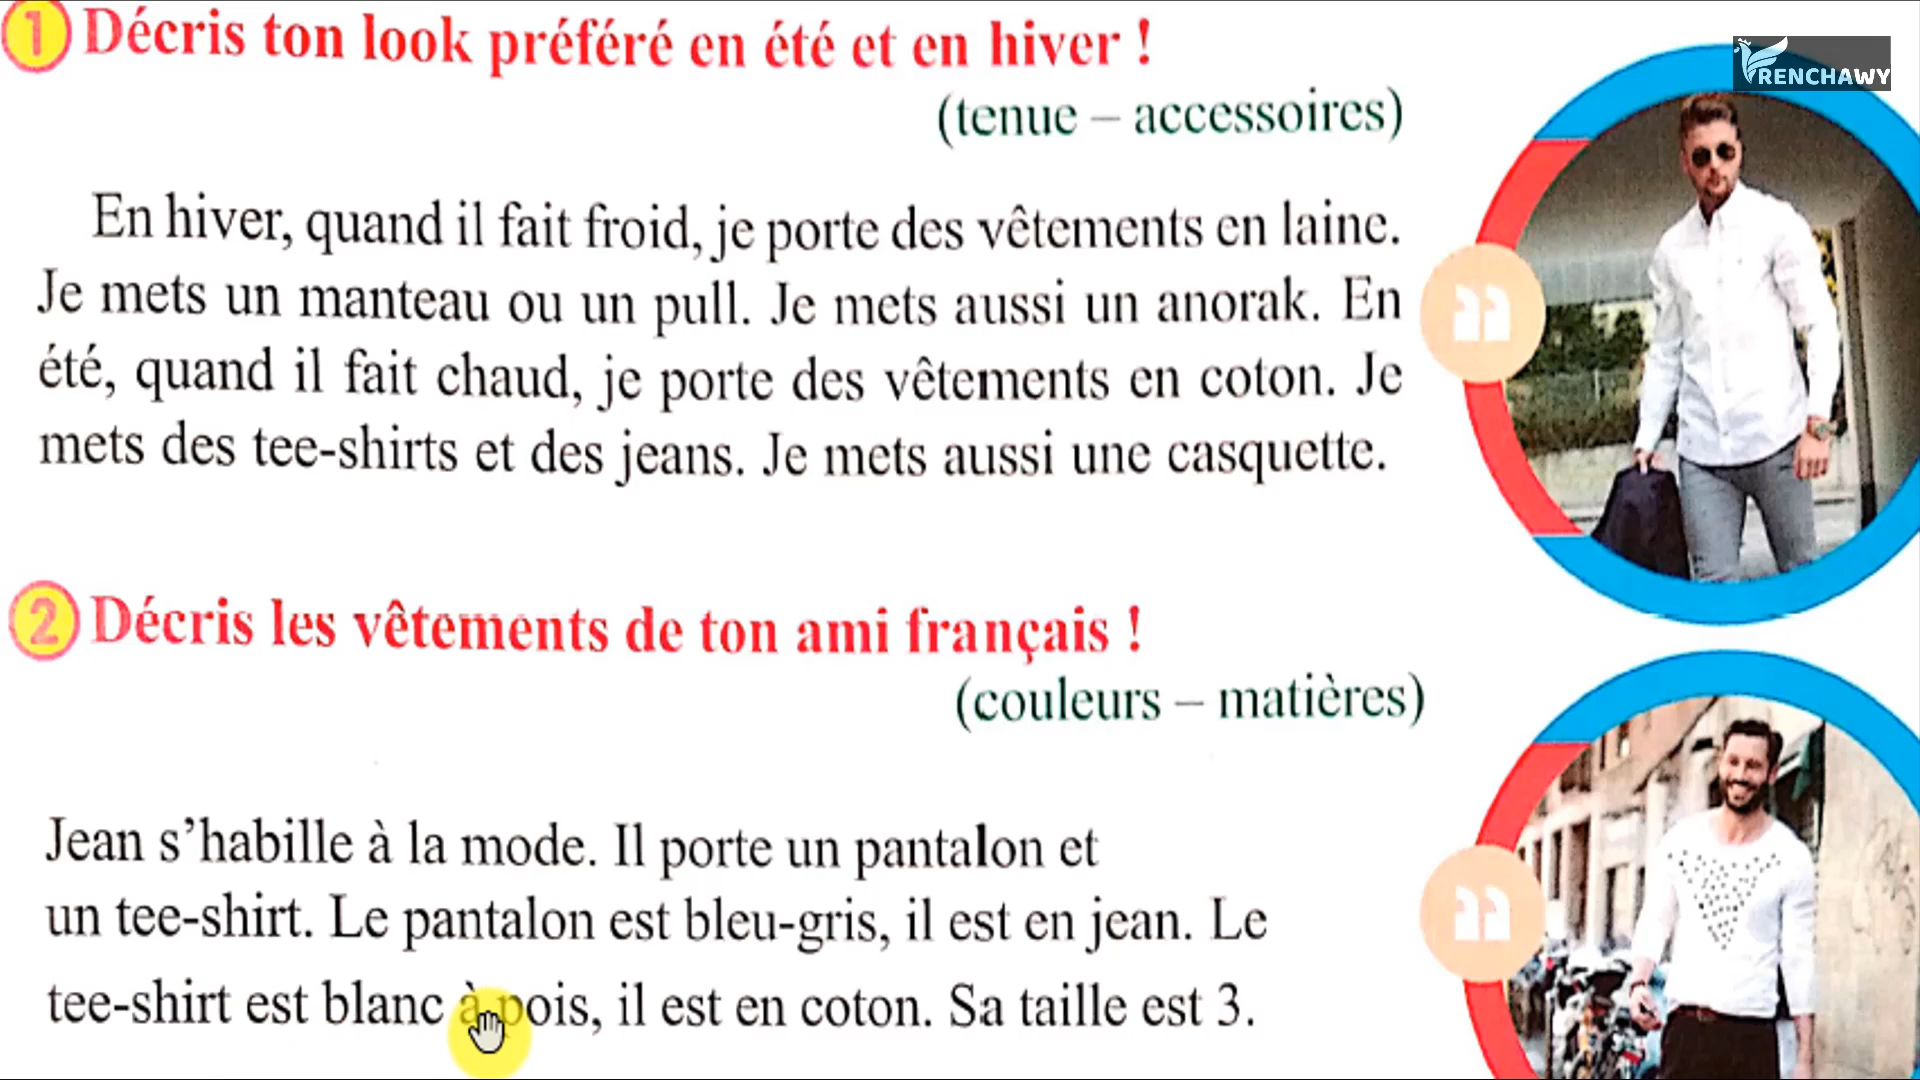 1 Décris ton look préféré en été et en hiver !
RENCHAWY
(tenue – accessoires)
En hiver, quand il fait froid, je porte des vêtements en laine.
Je mets un manteau ou un pull. Je mets aussi un anorak. En
été, quand il fait chaud, je porte des vêtements en coton. Je
mets des tee-shirts et des jeans. Je mets aussi une casquette.
2 Décris les vêtements de ton ami français !
(couleurs – matières)
Jean s’habille à la mode. Il porte un pantalon et
un tee-shirt. Le pantalon est bleu-gris, il est en jean. Le
tee-shirt est blanc à pois, il est en coton. Sa taille est 3.